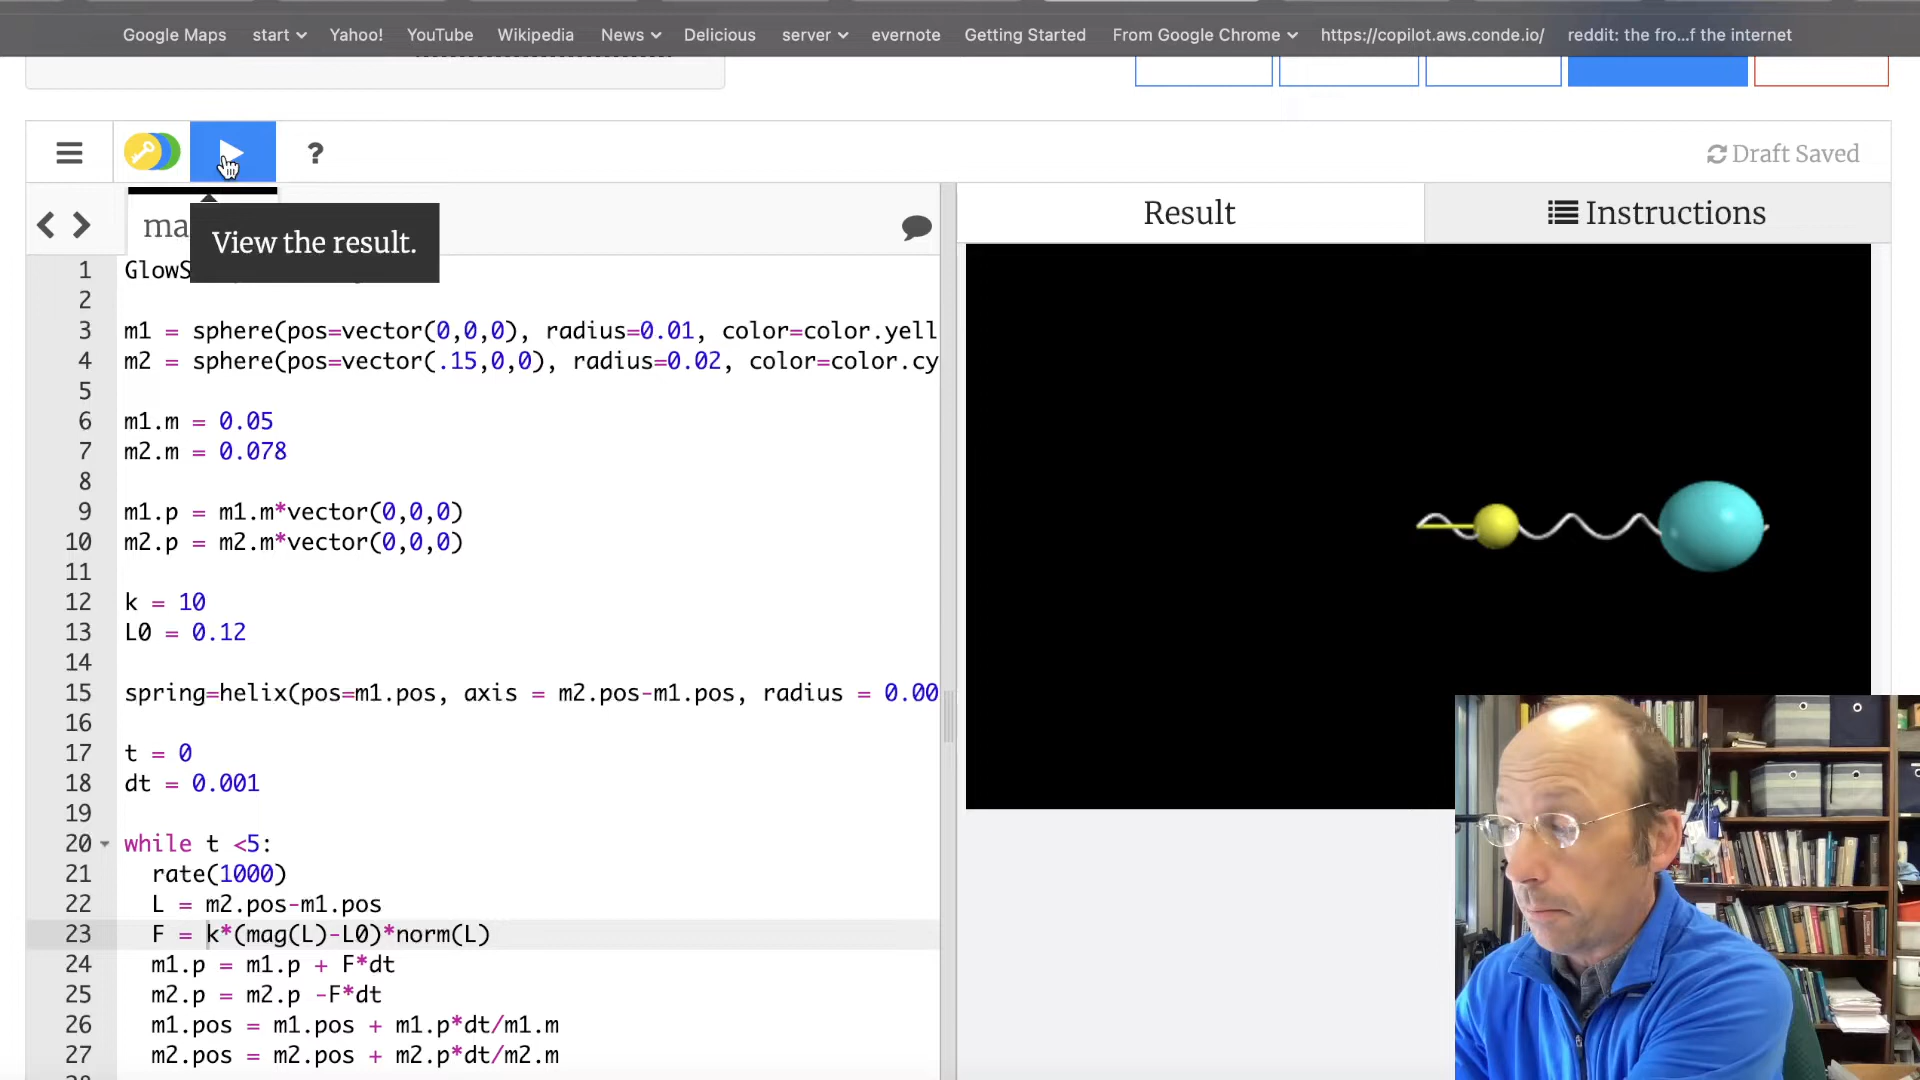 Google Maps start Yahoo! YouTube Wikipedia News Delicious server evernote Getting Started From Google Chrome https://copilot.aws.conde.io/ reddit: the fro...f the internet
?
Draft Saved
ma
View the result.
Result
Instructions
1 GlowS
2
3 m1 = sphere(pos=vector(0,0,0), radius=0.01, color=color.yell
4 m2 = sphere(pos=vector(.15,0,0), radius=0.02, color=color.cy
5
6 m1.m = 0.05
7 m2.m = 0.078
8
9 m1.p = m1.m*vector(0,0,0)
10 m2.p = m2.m*vector(0,0,0)
11
12 k = 10
13 L0 = 0.12
14
15 spring=helix(pos=m1.pos, axis = m2.pos-m1.pos, radius = 0.00
16
17 t = 0
18 dt = 0.001
19
20 while t <5:
21 rate(1000)
22 L = m2.pos-m1.pos
23 F = k*(mag(L)-L0)*norm(L)
24 m1.p = m1.p + F*dt
25 m2.p = m2.p -F*dt
26 m1.pos = m1.pos + m1.p*dt/m1.m
27 m2.pos = m2.pos + m2.p*dt/m2.m